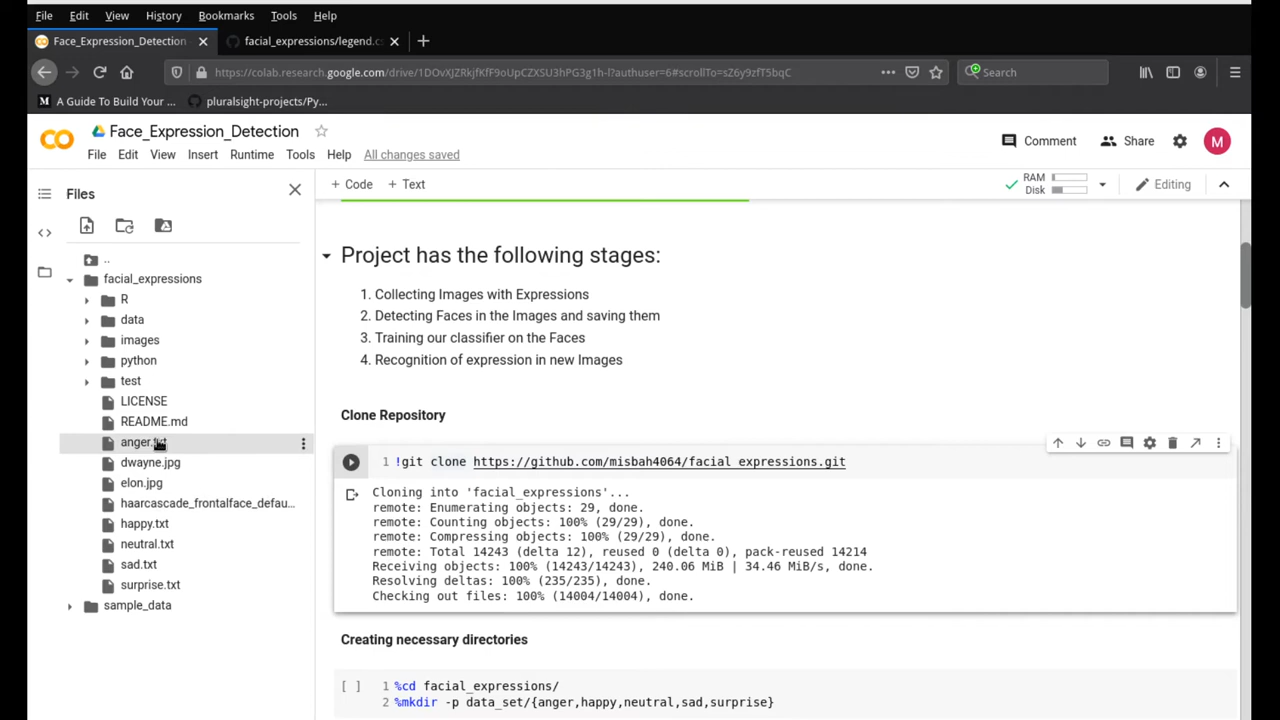 File Edit View History Bookmarks Tools Help
Face_Expression_Detection facial_expressions/legend.cs
https://colab.research.google.com/drive/1DOvXJZRkjfKfF9oUpCZXSU3hPG3g1h-l?authuser=6#scrollTo=sZ6y9zfT5bqC Search
M A Guide To Build Your ... pluralsight-projects/Py...
Face_Expression_Detection
Comment Share M
File Edit View Insert Runtime Tools Help All changes saved
Files
+ Code + Text
RAM
Disk
Editing
..
facial_expressions
R
data
images
python
test
LICENSE
README.md
anger.txt
dwayne.jpg
elon.jpg
haarcascade_frontalface_defau...
happy.txt
neutral.txt
sad.txt
surprise.txt
sample_data
Project has the following stages:
1. Collecting Images with Expressions
2. Detecting Faces in the Images and saving them
3. Training our classifier on the Faces
4. Recognition of expression in new Images
Clone Repository
1 !git clone https://github.com/misbah4064/facial_expressions.git
Cloning into 'facial_expressions'...
remote: Enumerating objects: 29, done.
remote: Counting objects: 100% (29/29), done.
remote: Compressing objects: 100% (29/29), done.
remote: Total 14243 (delta 12), reused 0 (delta 0), pack-reused 14214
Receiving objects: 100% (14243/14243), 240.06 MiB | 34.46 MiB/s, done.
Resolving deltas: 100% (235/235), done.
Checking out files: 100% (14004/14004), done.
Creating necessary directories
[ ] 1 %cd facial_expressions/
2 %mkdir -p data_set/{anger,happy,neutral,sad,surprise}